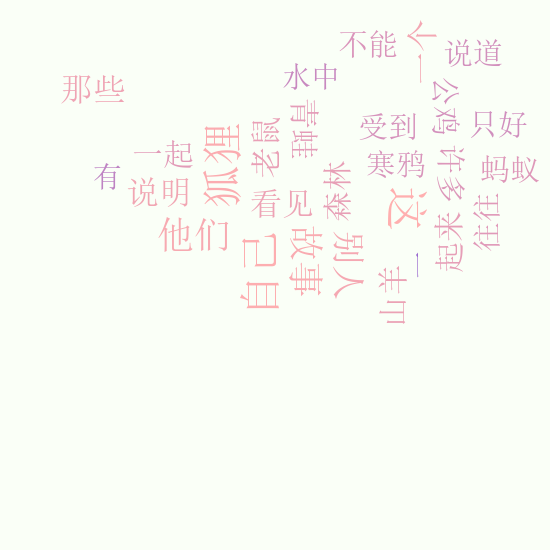 不能
一个
说道
水中
那些
公鸡
青蛙
受到
只好
老鼠
一起
狐狸
寒鸦
许多
蚂蚁
有
说明
看见
森林
这
往往
起来
他们
自己
故事
别人
一
山羊